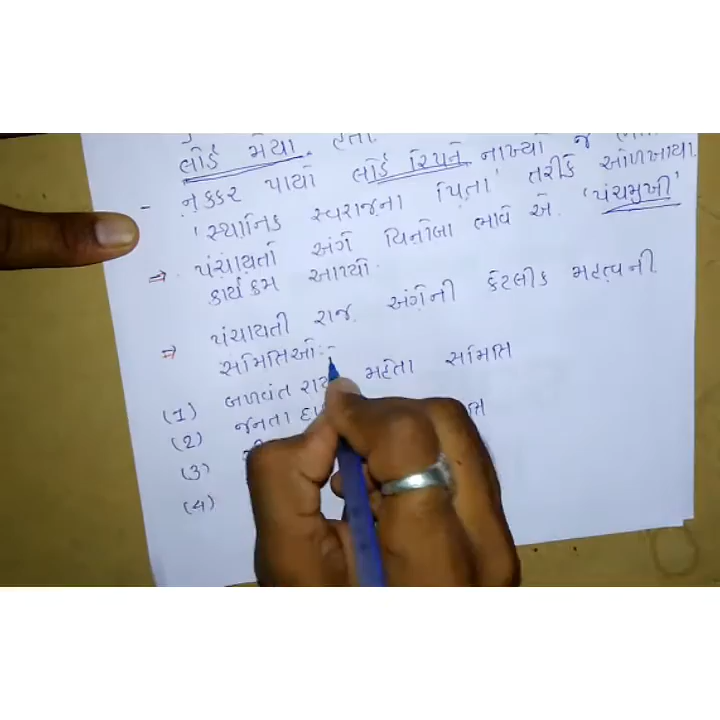 લોર્ડ મેયો. હતા.
- નક્કર પાયો લોર્ડ રિપને નાખ્યો જ
'સ્થાનિક સ્વરાજના પિતા' તરીકે ઓળખાયા.
⇒ પંચાયતી અંગે વિનોબા ભાવે એ. 'પંચમુખી'
કાર્યક્રમ આપ્યો.
⇒ પંચાયતી રાજ અંગેની કેટલીક મહત્વની
સમિતિઓ:-
(1) બળવંત રાય મહેતા સમિતિ
(2) જનતા
(3)
(4)